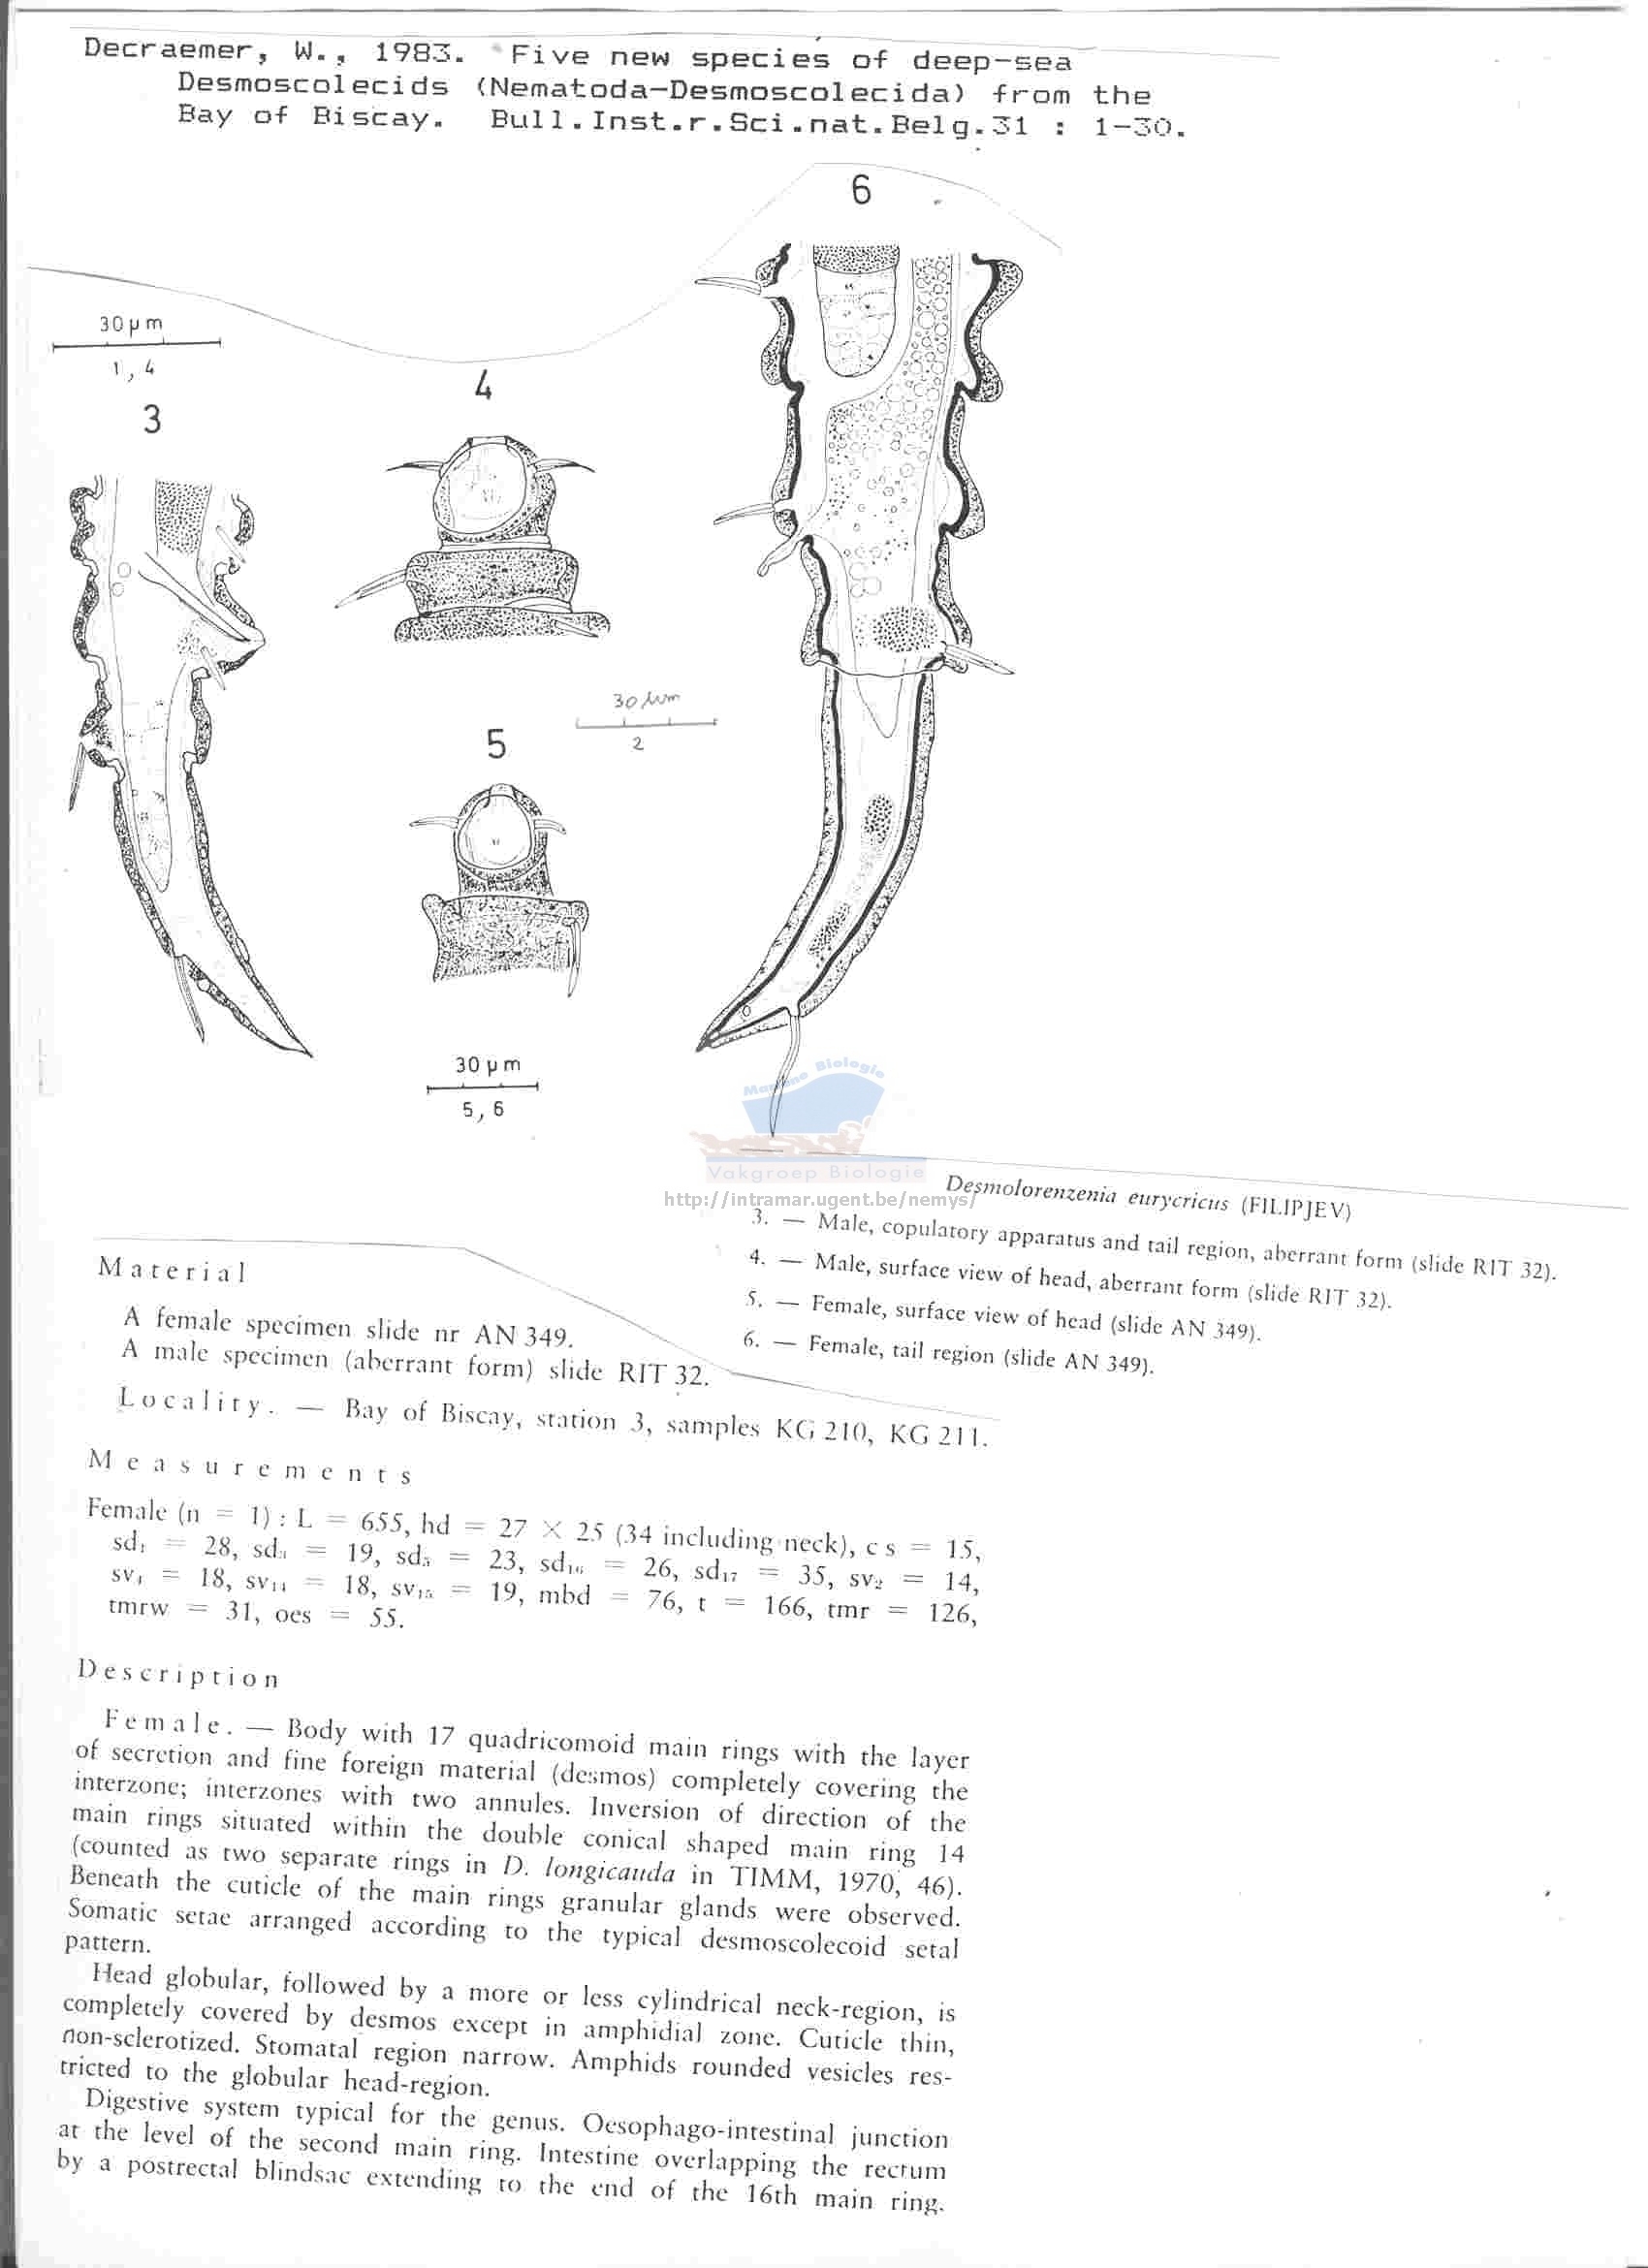 Decraemer, W., 1983. Five new species of deep-sea
Desmoscolecids (Nematoda-Desmoscolecida) from the
Bay of Biscay. Bull.Inst.r.Sci.nat.Belg.31 : 1-30.
6
30 µm
1, 4
4
3
30 µm
2
5
30 µm
5, 6
Mariene Biologie
Vakgroep Biologie
http://intramar.ugent.be/nemys/
Desmolorenzenia eurycricus (FILIPJEV)
3. — Male, copulatory apparatus and tail region, aberrant form (slide RIT 32).
4. — Male, surface view of head, aberrant form (slide RIT 32).
5. — Female, surface view of head (slide AN 349).
6. — Female, tail region (slide AN 349).
Material
A female specimen slide nr AN 349.
A male specimen (aberrant form) slide RIT 32.
Locality. — Bay of Biscay, station 3, samples KG 210, KG 211.
Measurements
Female (n = 1) : L = 655, hd = 27 × 25 (34 including neck), cs = 15,
sd₁ = 28, sd = 19, sd = 23, sd₁₆ = 26, sd₁₇ = 35, sv₂ = 14,
sv₄ = 18, sv₁₁ = 18, sv₁₅ = 19, mbd = 76, t = 166, tmr = 126,
tmrw = 31, oes = 55.
Description
Female. — Body with 17 quadricomoid main rings with the layer
of secretion and fine foreign material (desmos) completely covering the
interzone; interzones with two annules. Inversion of direction of the
main rings situated within the double conical shaped main ring 14
(counted as two separate rings in D. longicauda in TIMM, 1970, 46).
Beneath the cuticle of the main rings granular glands were observed.
Somatic setae arranged according to the typical desmoscolecoid setal
pattern.
Head globular, followed by a more or less cylindrical neck-region, is
completely covered by desmos except in amphidial zone. Cuticle thin,
non-sclerotized. Stomatal region narrow. Amphids rounded vesicles res-
tricted to the globular head-region.
Digestive system typical for the genus. Oesophago-intestinal junction
at the level of the second main ring. Intestine overlapping the rectum
by a postrectal blindsac extending to the end of the 16th main ring.